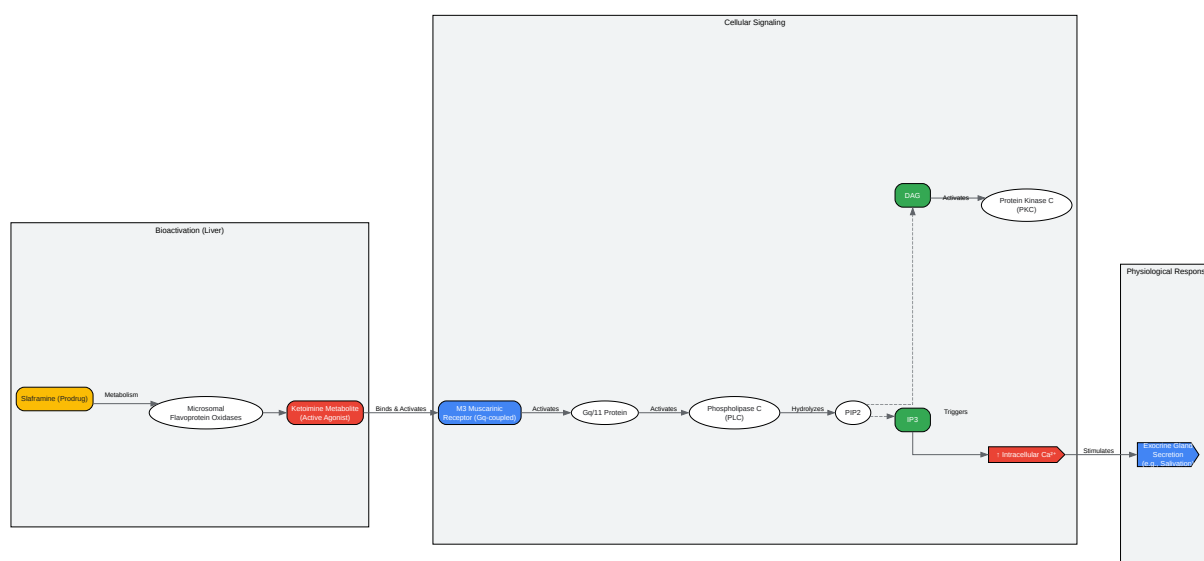 Cellular Signaling
DAG
Activates
Protein Kinase C
(PKC)
Bioactivation (Liver)
Physiological Respons
Slaframine (Prodrug)
Metabolism
Microsomal
Flavoprotein Oxidases
Ketoimine Metabolite
(Active Agonist)
Binds & Activates
M3 Muscarinic
Receptor (Gq-coupled)
Activates
Gq/11 Protein
Activates
Phospholipase C
(PLC)
Hydrolyzes
PIP2
IP3
Triggers
↑ Intracellular Ca²⁺
Stimulates
Exocrine Gland
Secretion
(e.g., Salivation)